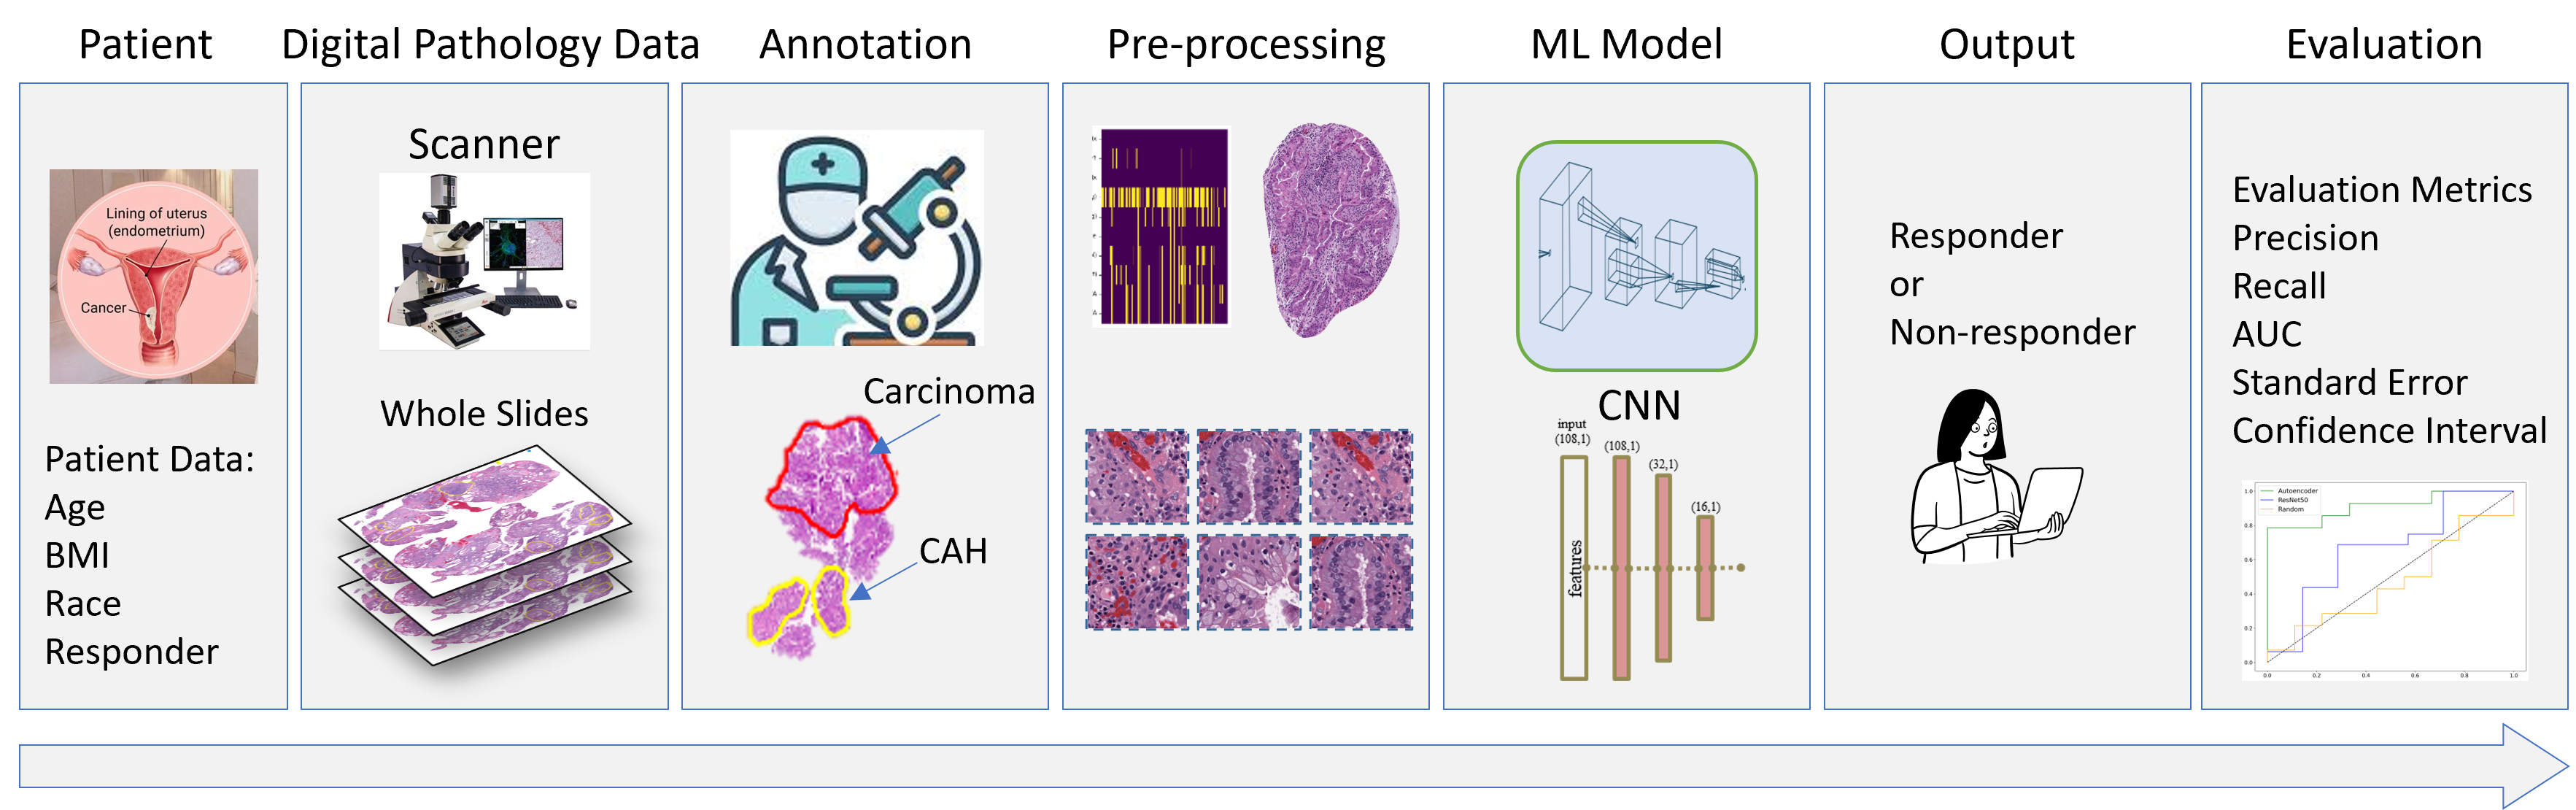 Patient
Digital Pathology Data
Annotation
Pre-processing
ML Model
Output
Evaluation
Lining of uterus
(endometrium)
Cancer
Patient Data:
Age
BMI
Race
Responder
Scanner
Whole Slides
Carcinoma
CAH
CNN
input
(108,1)
(108,1)
(32,1)
(16,1)
features
Responder
or
Non-responder
Evaluation Metrics
Precision
Recall
AUC
Standard Error
Confidence Interval
Autoencoder
ResNet50
Random
1.0
0.8
0.6
0.4
0.2
0.0
0.0 0.2 0.4 0.6 0.8 1.0